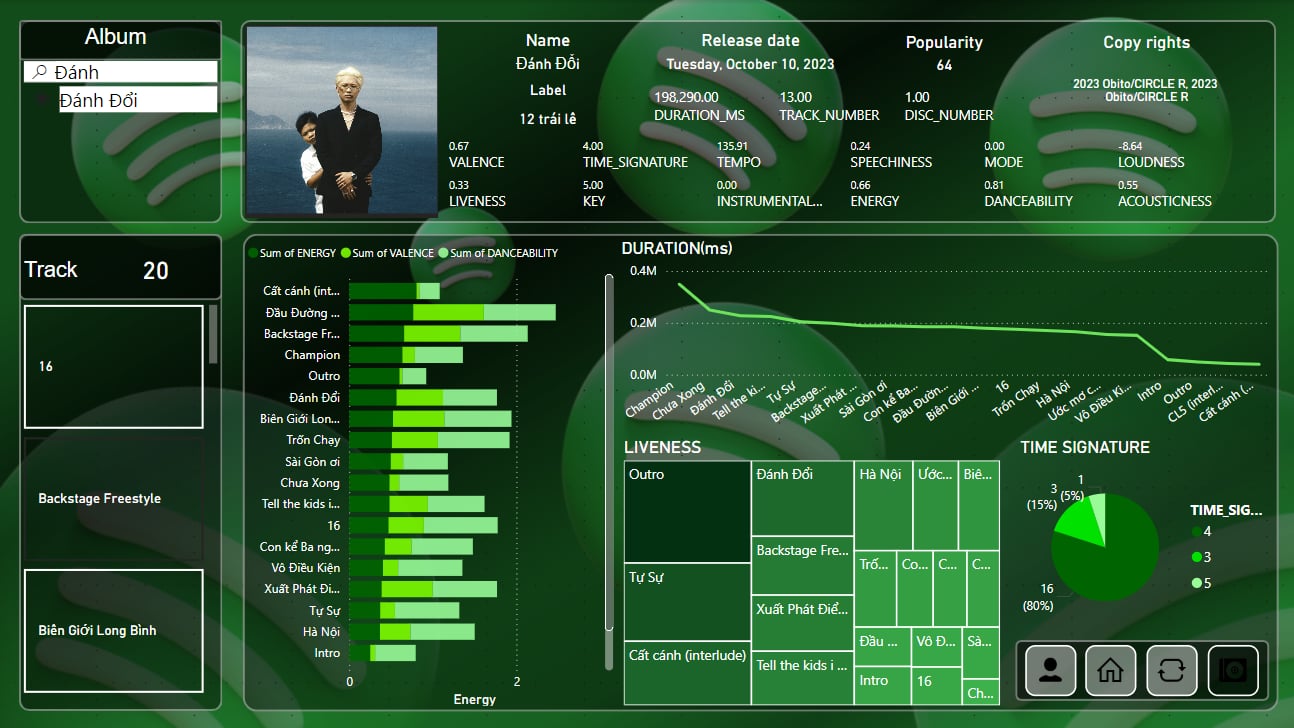 Album
Đánh
Đánh Đổi
Name
Đánh Đỗi
Label
12 trái lê
Release date
Tuesday, October 10, 2023
Popularity
64
Copy rights
2023 Obito/CIRCLE R, 2023
Obito/CIRCLE R
198,290.00
DURATION_MS
13.00
TRACK_NUMBER
1.00
DISC_NUMBER
0.67
VALENCE
4.00
TIME_SIGNATURE
135.91
TEMPO
0.24
SPEECHINESS
0.00
MODE
-8.64
LOUDNESS
0.33
LIVENESS
5.00
KEY
0.00
INSTRUMENTAL...
0.66
ENERGY
0.81
DANCEABILITY
0.55
ACOUSTICNESS
Track 20
16
Backstage Freestyle
Biên Giới Long Bình
Sum of ENERGY Sum of VALENCE Sum of DANCEABILITY
Cất cánh (int...
Đầu Đường ...
Backstage Fr...
Champion
Outro
Đánh Đổi
Biên Giới Lon...
Trốn Chạy
Sài Gòn ơi
Chưa Xong
Tell the kids i...
16
Con kể Ba ng...
Vô Điều Kiện
Xuất Phát Đi...
Tự Sự
Hà Nội
Intro
0 2
Energy
DURATION(ms)
0.4M
0.2M
0.0M
Champion
Chưa Xong
Đánh Đổi
Tell the ki...
Tự Sự
Backstage...
Xuất Phát ...
Sài Gòn ơi
Con kể Ba...
Đầu Đườn...
Biên Giới ...
16
Trốn Chạy
Hà Nội
Ước mơ c...
Vô Điều Ki...
Intro
Outro
CL5 (interl...
Cất cánh (...
LIVENESS
Outro
Tự Sự
Cất cánh (interlude)
Đánh Đổi
Backstage Fre...
Xuất Phát Điể...
Tell the kids i ...
Hà Nội
Ước...
Biê...
Trố...
Co...
C...
C...
Đầu ...
Vô Đ...
Sà...
Intro
16
Ch...
TIME SIGNATURE
1
(5%)
3
(15%)
16
(80%)
TIME_SIG...
4
3
5